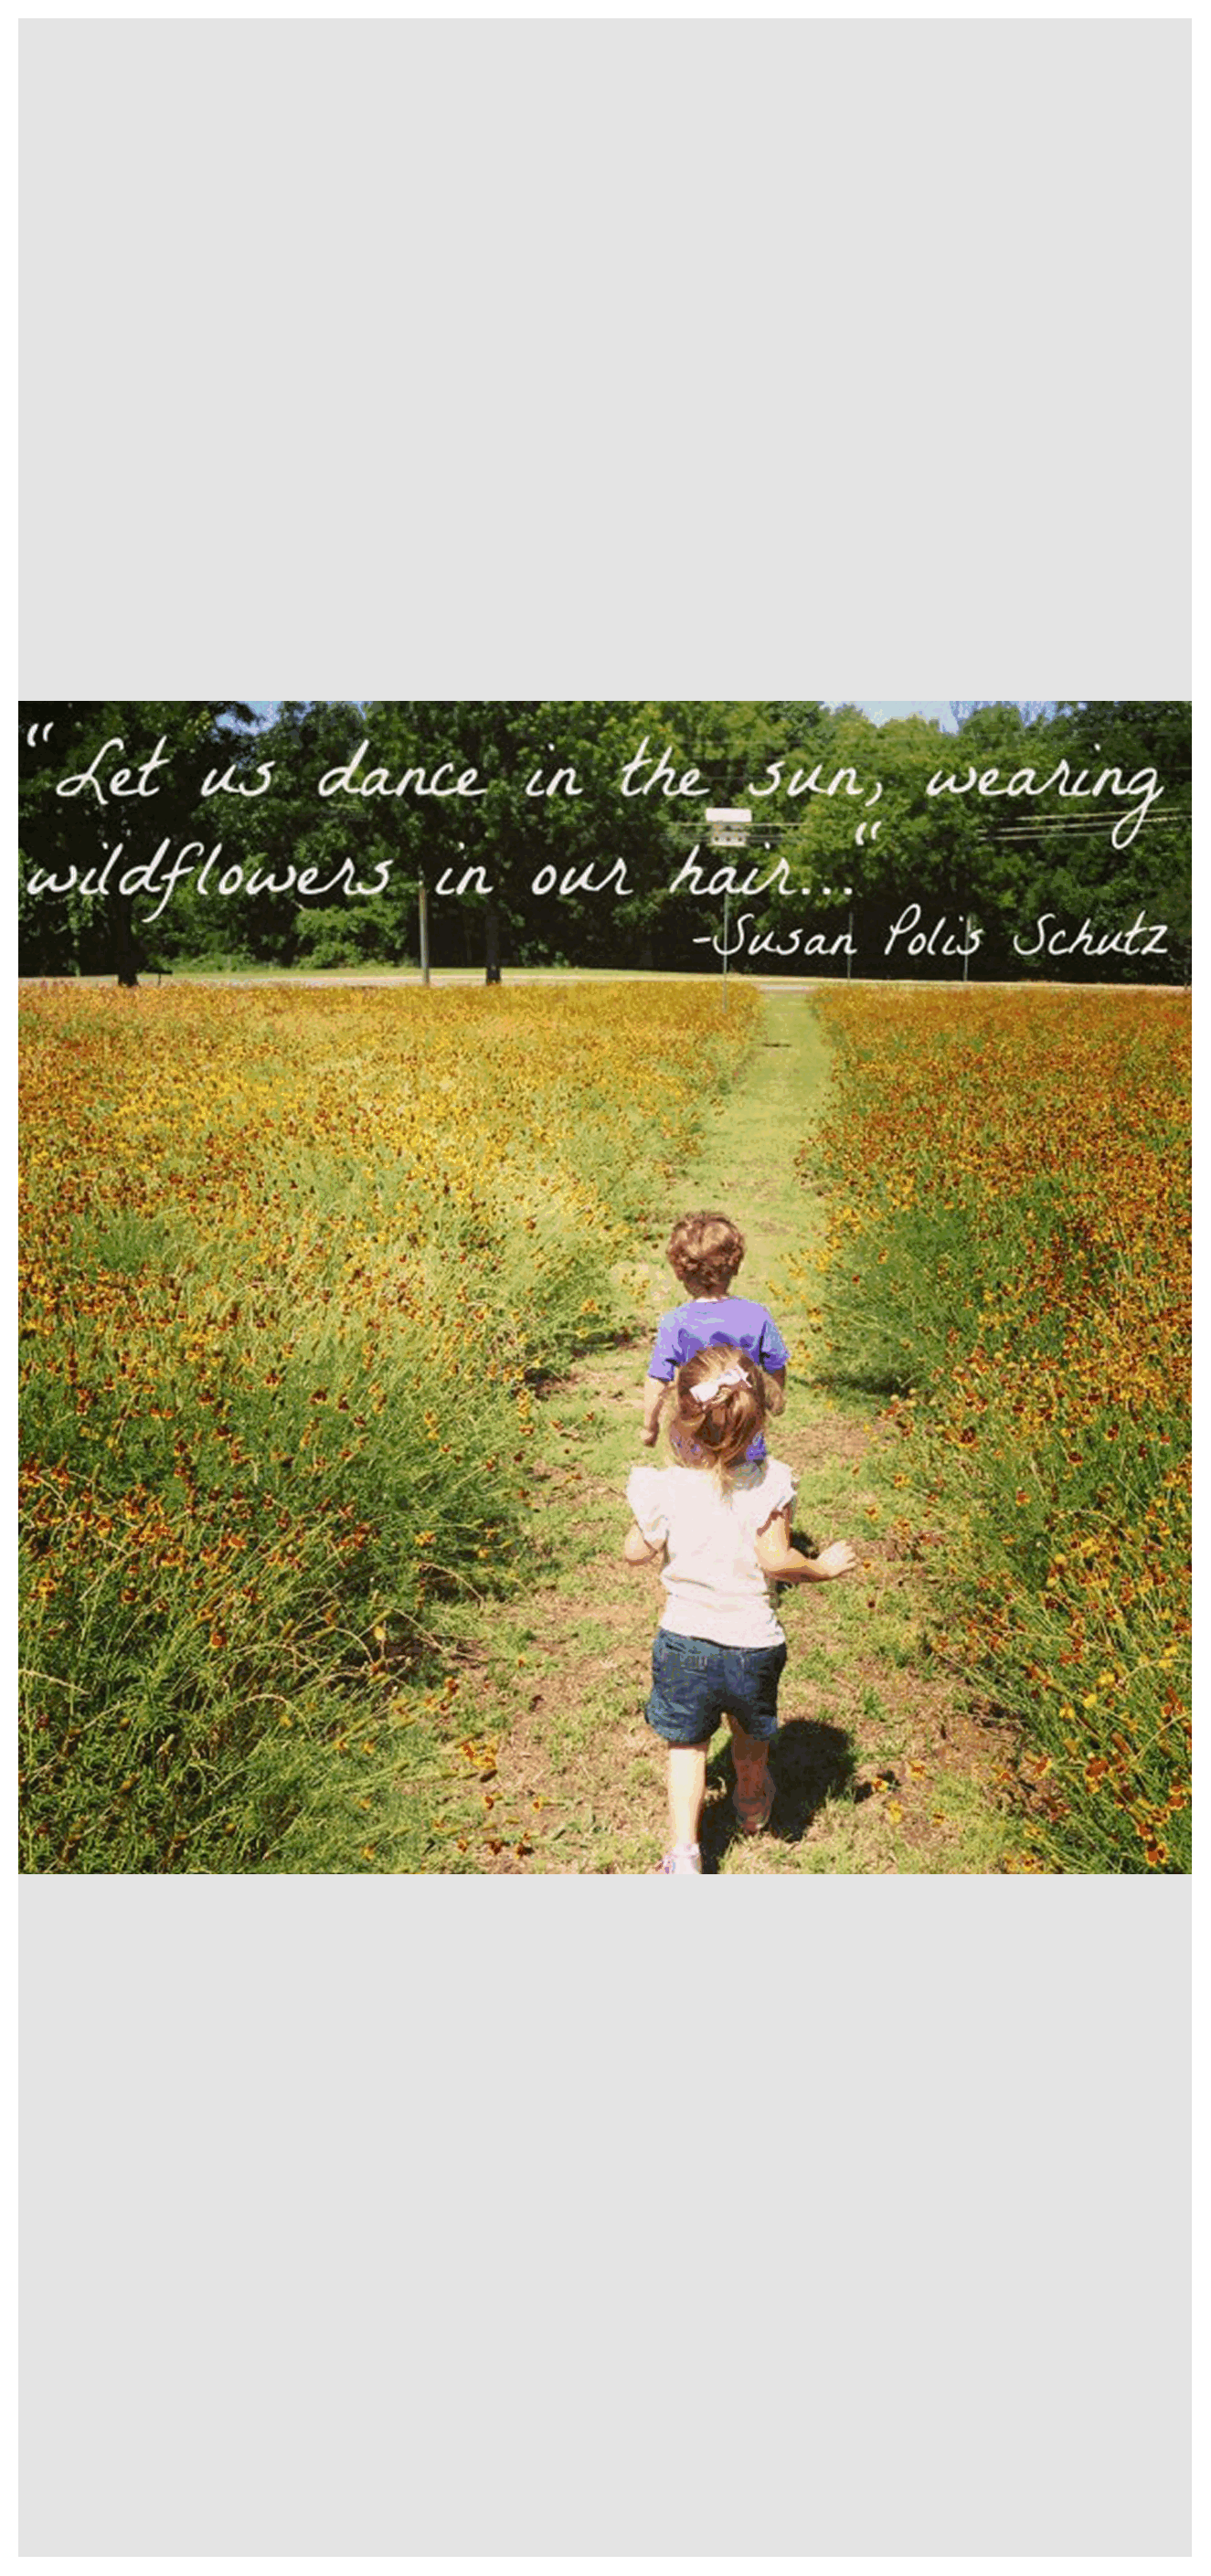 “Let us dance in the sun, wearing
wildflowers in our hair...“
-Susan Polis Schutz